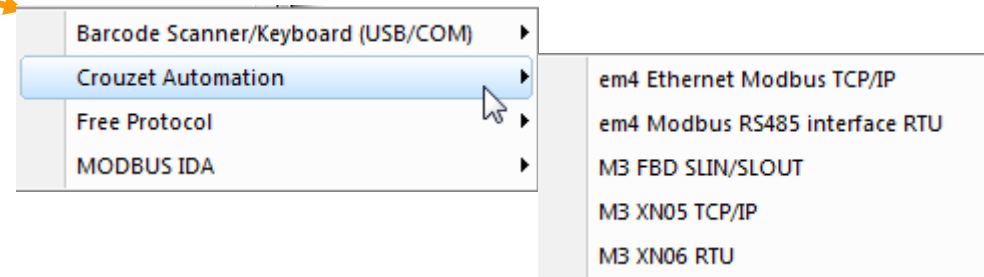 Barcode Scanner/Keyboard (USB/COM)
Crouzet Automation
Free Protocol
MODBUS IDA
em4 Ethernet Modbus TCP/IP
em4 Modbus RS485 interface RTU
M3 FBD SLIN/SLOUT
M3 XN05 TCP/IP
M3 XN06 RTU